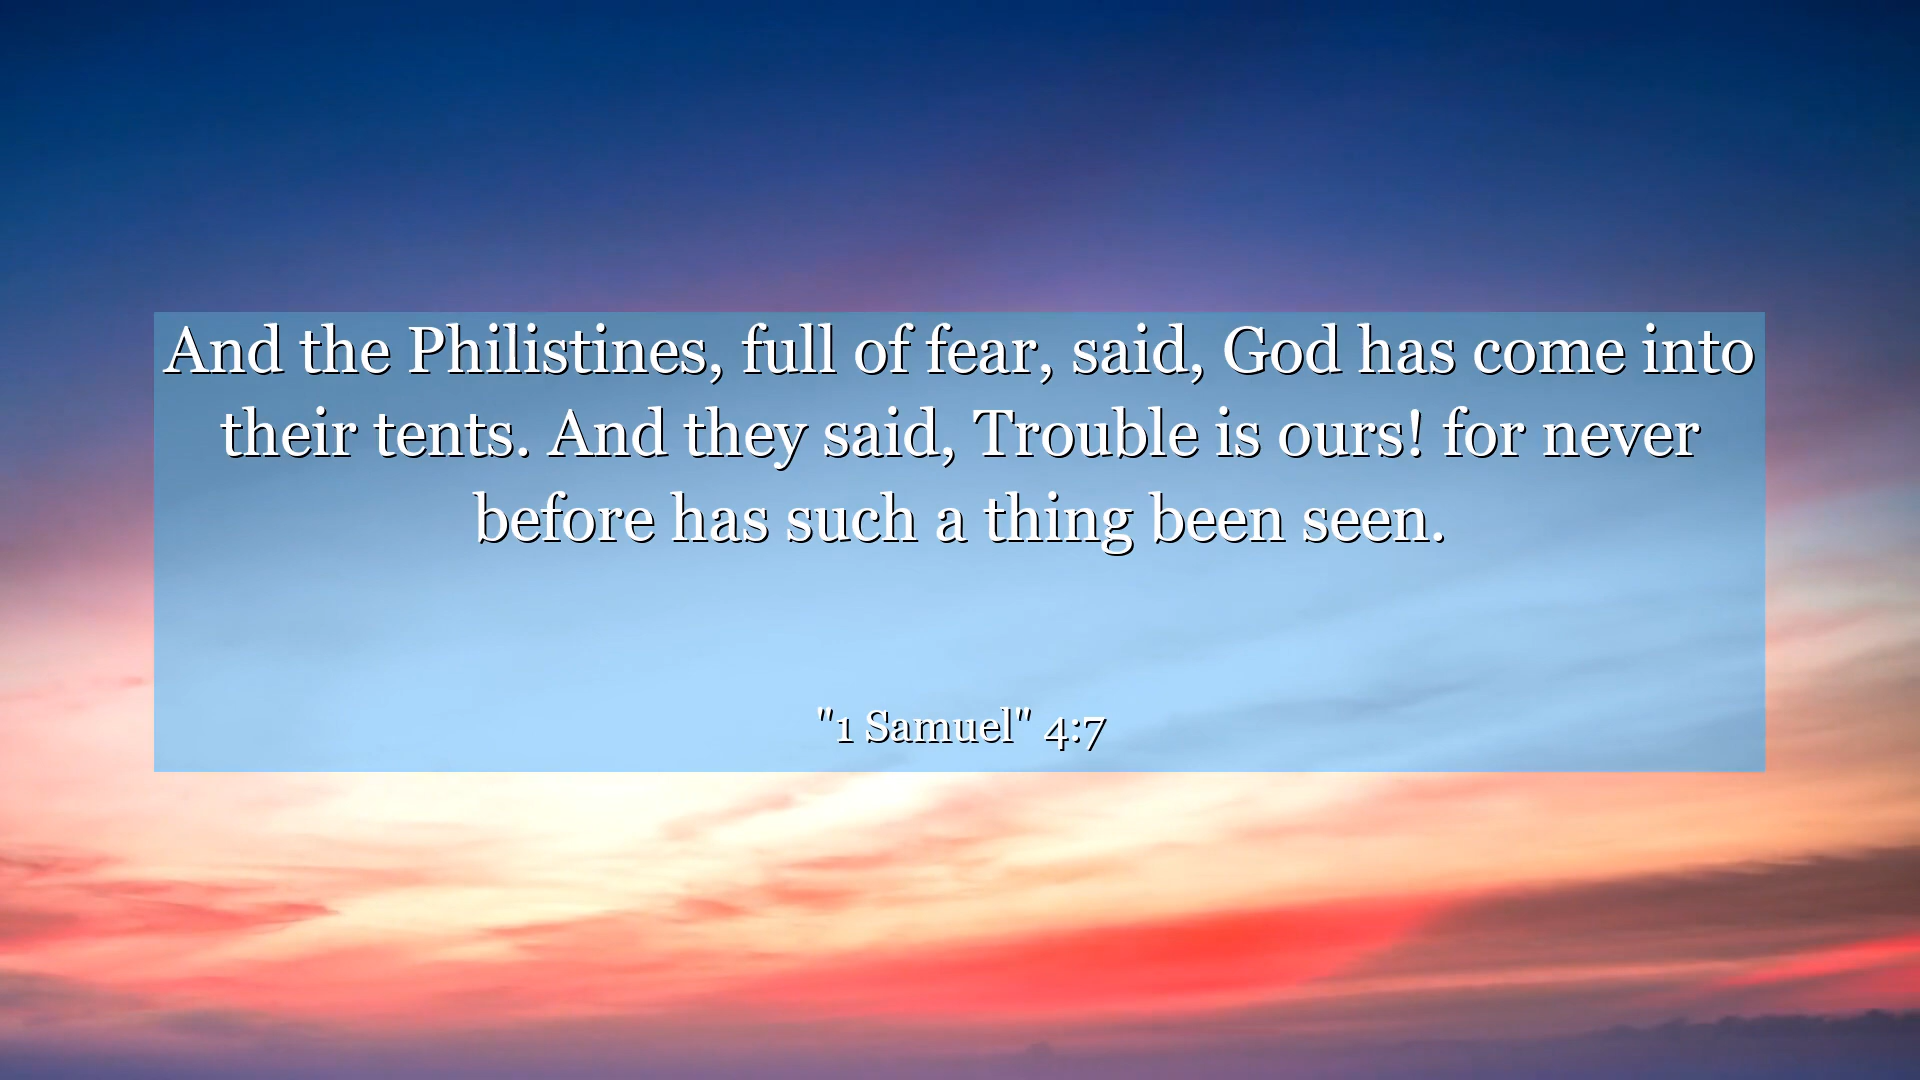 And the Philistines, full of fear, said, God has come into
their tents. And they said, Trouble is ours! for never
before has such a thing been seen.
"1 Samuel" 4:7